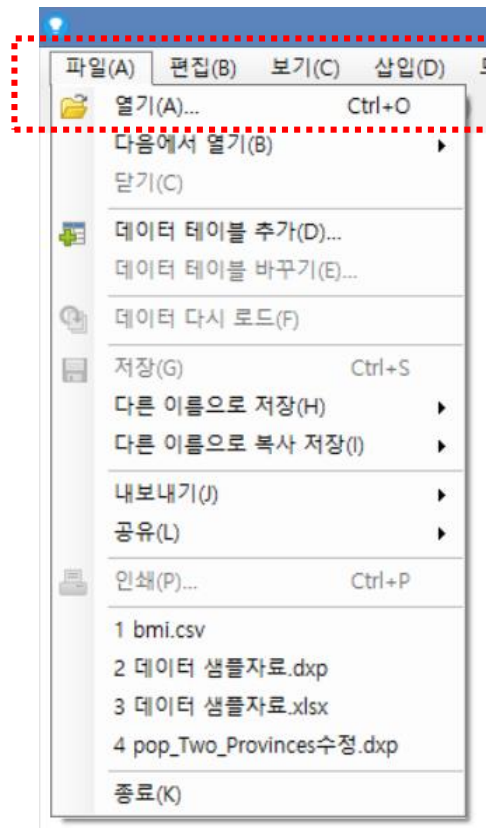 파일(A) 편집(B) 보기(C) 삽입(D)
열기(A)... Ctrl+O
다음에서 열기(B)
닫기(C)
데이터 테이블 추가(D)...
데이터 테이블 바꾸기(E)...
데이터 다시 로드(F)
저장(G) Ctrl+S
다른 이름으로 저장(H)
다른 이름으로 복사 저장(I)
내보내기(J)
공유(L)
인쇄(P)... Ctrl+P
1 bmi.csv
2 데이터 샘플자료.dxp
3 데이터 샘플자료.xlsx
4 pop_Two_Provinces수정.dxp
종료(K)